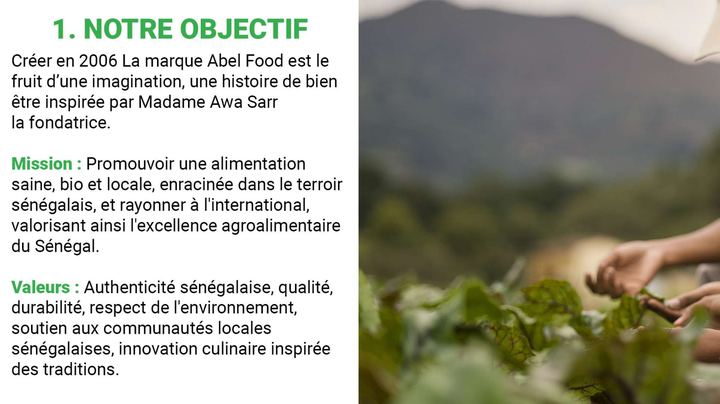 1. NOTRE OBJECTIF
Créer en 2006 La marque Abel Food est le
fruit d’une imagination, une histoire de bien
être inspirée par Madame Awa Sarr
la fondatrice.
Mission : Promouvoir une alimentation
saine, bio et locale, enracinée dans le terroir
sénégalais, et rayonner à l'international,
valorisant ainsi l'excellence agroalimentaire
du Sénégal.
Valeurs : Authenticité sénégalaise, qualité,
durabilité, respect de l'environnement,
soutien aux communautés locales
sénégalaises, innovation culinaire inspirée
des traditions.